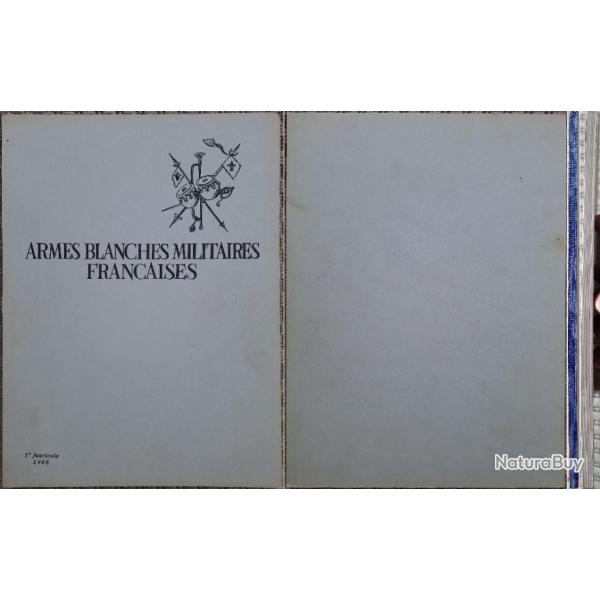 ARMES BLANCHES MILITAIRES
FRANCAISES
1er fascicule
1966
NaturaBuy